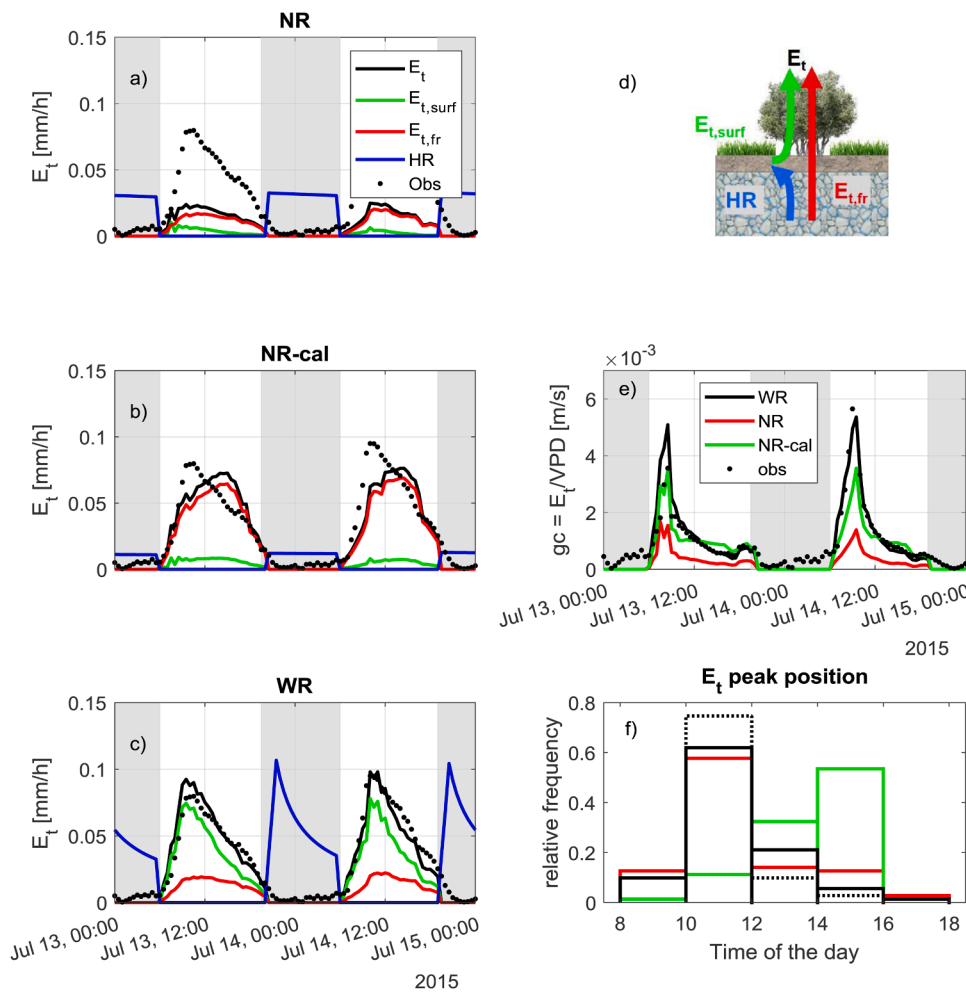 NR
a)
0.15
0.1
0.05
0
E_t [mm/h]
E_t
E_t,surf
E_t,fr
HR
Obs
d)
E_t
E_t,surf
HR
E_t,fr
NR-cal
b)
0.15
0.1
0.05
0
E_t [mm/h]
×10^-3
e)
6
4
2
0
gc = E_t/VPD [m/s]
WR
NR
NR-cal
obs
Jul 13, 00:00
Jul 13, 12:00
Jul 14, 00:00
Jul 14, 12:00
Jul 15, 00:00
2015
WR
c)
0.15
0.1
0.05
0
E_t [mm/h]
Jul 13, 00:00
Jul 13, 12:00
Jul 14, 00:00
Jul 14, 12:00
Jul 15, 00:00
2015
E_t peak position
f)
0.8
0.6
0.4
0.2
0
relative frequency
8 10 12 14 16 18
Time of the day